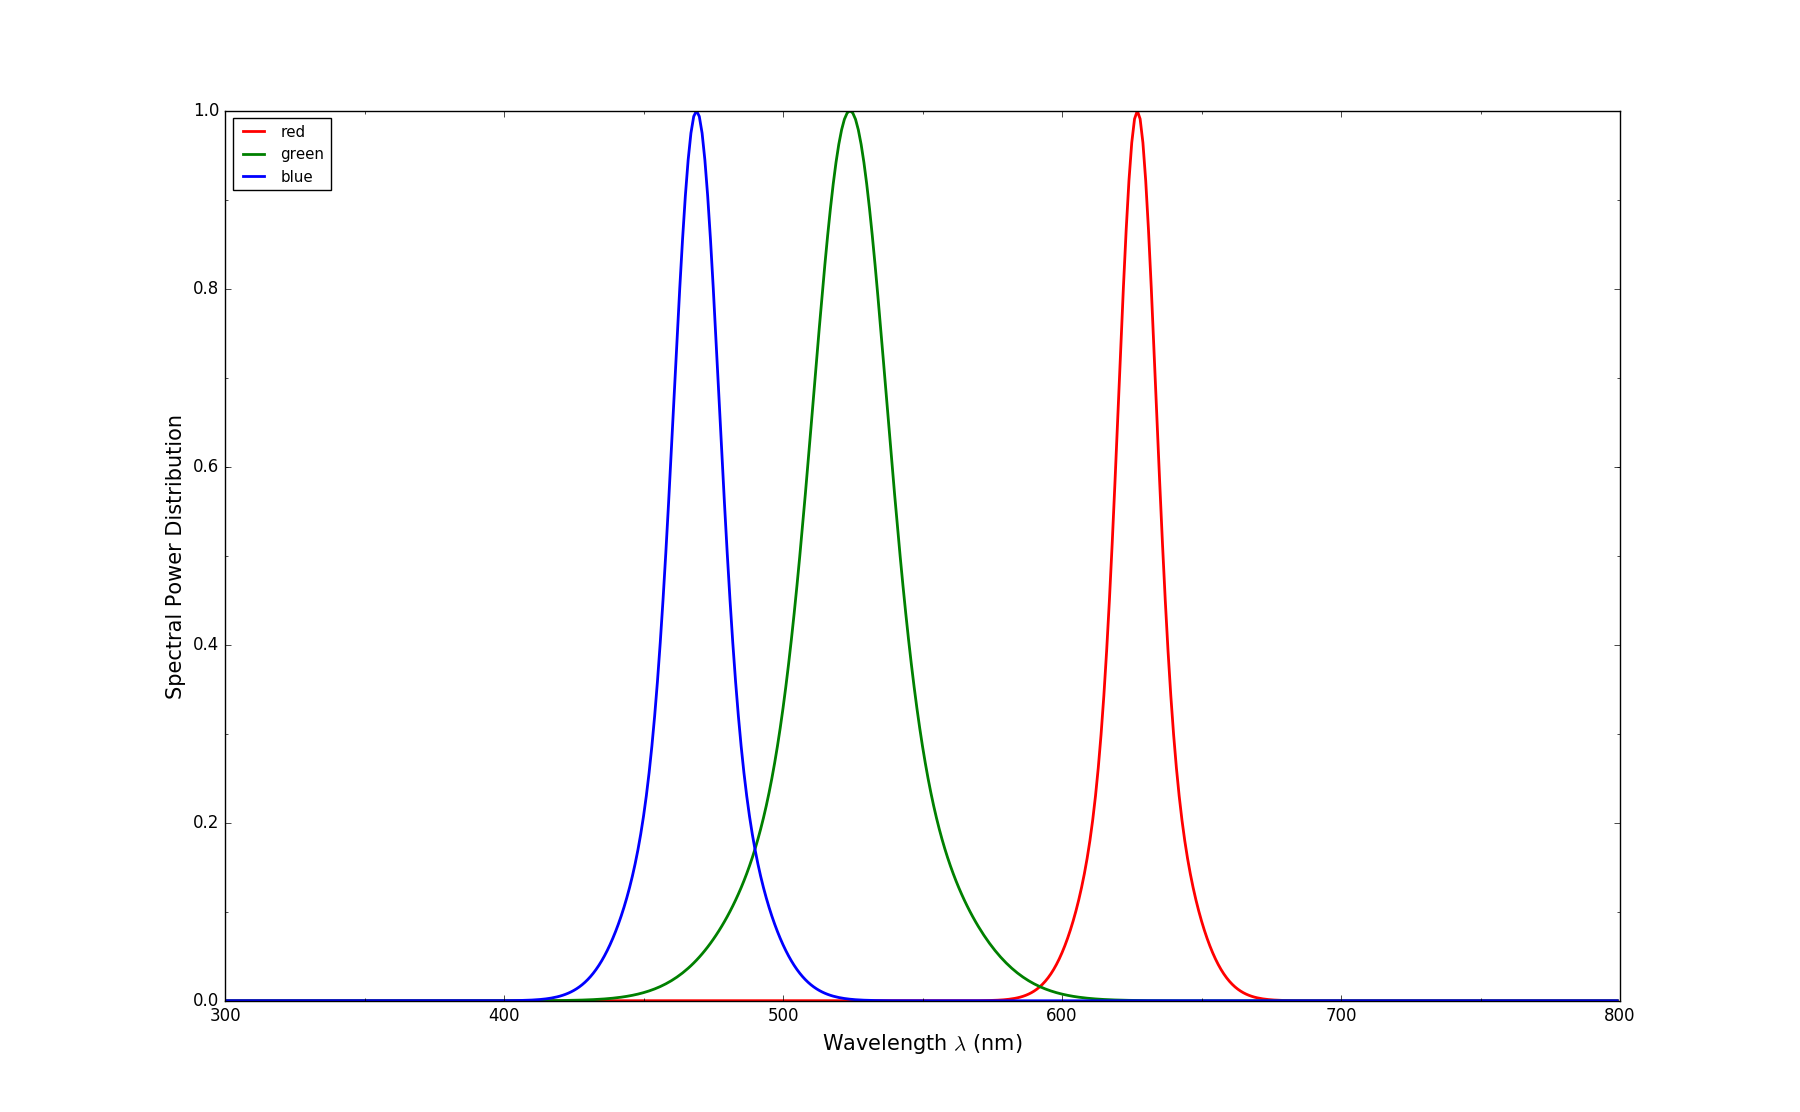 1.0
red
green
blue
0.8
0.6
0.4
0.2
0.0
Spectral Power Distribution
300 400 500 600 700 800
Wavelength λ (nm)